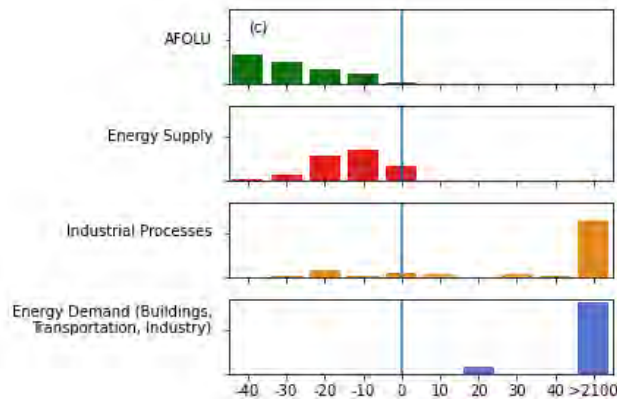 (c)
AFOLU
Energy Supply
Industrial Processes
Energy Demand (Buildings,
Transportation, Industry)
-40 -30 -20 -10 0 10 20 30 40 >2100